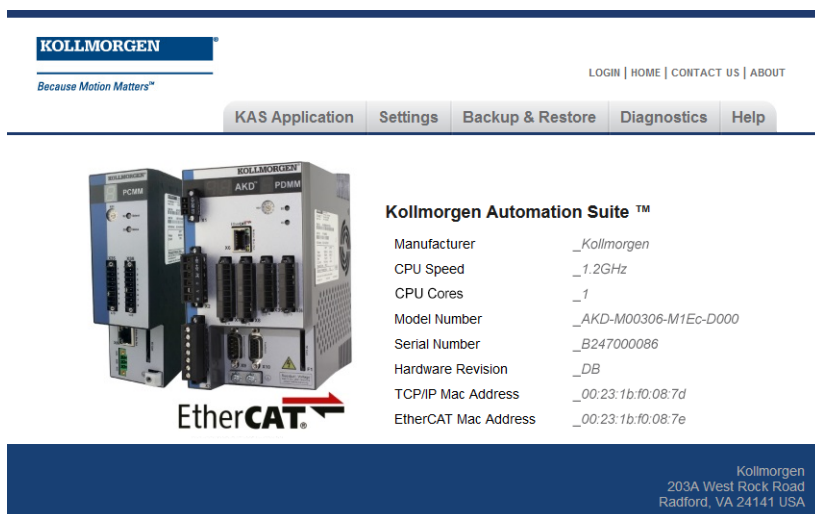 KOLLMORGEN®
Because Motion Matters™
LOGIN | HOME | CONTACT US | ABOUT
KAS Application Settings Backup & Restore Diagnostics Help
KOLLMORGEN
PCMM
KOLLMORGEN
AKD™ PDMM
EtherCAT®
Kollmorgen Automation Suite ™
Manufacturer _Kollmorgen
CPU Speed _1.2GHz
CPU Cores _1
Model Number _AKD-M00306-M1Ec-D000
Serial Number _B247000086
Hardware Revision _DB
TCP/IP Mac Address _00:23:1b:f0:08:7d
EtherCAT Mac Address _00:23:1b:f0:08:7e
Kollmorgen
203A West Rock Road
Radford, VA 24141 USA